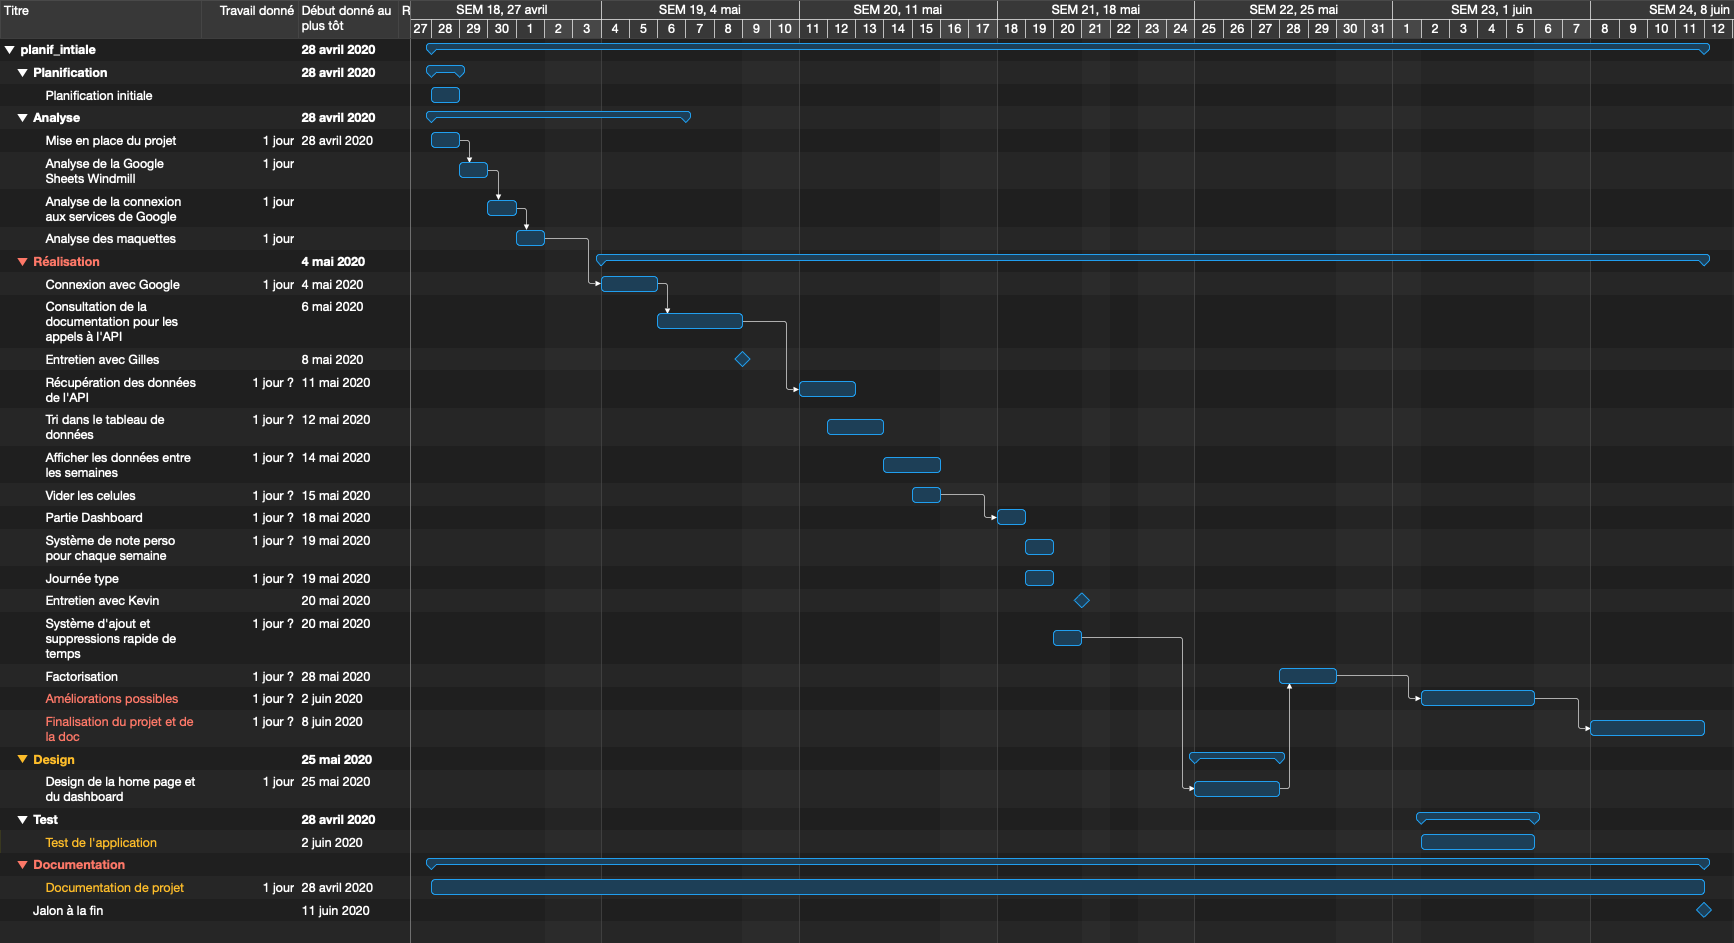 Titre Travail donné Début donné au plus tôt R SEM 18, 27 avril SEM 19, 4 mai SEM 20, 11 mai SEM 21, 18 mai SEM 22, 25 mai SEM 23, 1 juin SEM 24, 8 juin
27 28 29 30 1 2 3 4 5 6 7 8 9 10 11 12 13 14 15 16 17 18 19 20 21 22 23 24 25 26 27 28 29 30 31 1 2 3 4 5 6 7 8 9 10 11 12
planif_intiale 28 avril 2020
Planification 28 avril 2020
Planification initiale
Analyse 28 avril 2020
Mise en place du projet 1 jour 28 avril 2020
Analyse de la Google 1 jour
Sheets Windmill
Analyse de la connexion 1 jour
aux services de Google
Analyse des maquettes 1 jour
Réalisation 4 mai 2020
Connexion avec Google 1 jour 4 mai 2020
Consultation de la 6 mai 2020
documentation pour les
appels à l'API
Entretien avec Gilles 8 mai 2020
Récupération des données 1 jour ? 11 mai 2020
de l'API
Tri dans le tableau de 1 jour ? 12 mai 2020
données
Afficher les données entre 1 jour ? 14 mai 2020
les semaines
Vider les celules 1 jour ? 15 mai 2020
Partie Dashboard 1 jour ? 18 mai 2020
Système de note perso 1 jour ? 19 mai 2020
pour chaque semaine
Journée type 1 jour ? 19 mai 2020
Entretien avec Kevin 20 mai 2020
Système d'ajout et 1 jour ? 20 mai 2020
suppressions rapide de
temps
Factorisation 1 jour ? 28 mai 2020
Améliorations possibles 1 jour ? 2 juin 2020
Finalisation du projet et de 1 jour ? 8 juin 2020
la doc
Design 25 mai 2020
Design de la home page et 1 jour 25 mai 2020
du dashboard
Test 28 avril 2020
Test de l'application 2 juin 2020
Documentation
Documentation de projet 1 jour 28 avril 2020
Jalon à la fin 11 juin 2020